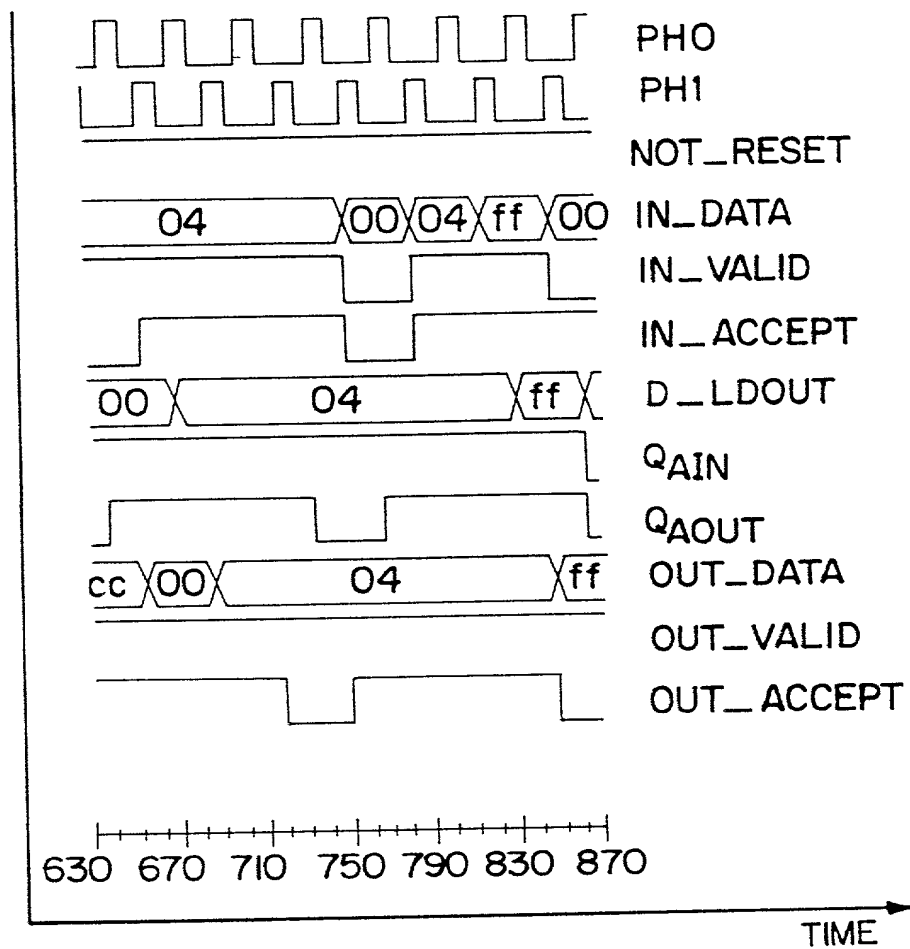 PH0
PH1
NOT_RESET
04 00 04 ff 00 IN_DATA
IN_VALID
IN_ACCEPT
00 04 ff D_LDOUT
QAIN
QAOUT
cc 00 04 ff OUT_DATA
OUT_VALID
OUT_ACCEPT
630 670 710 750 790 830 870
TIME